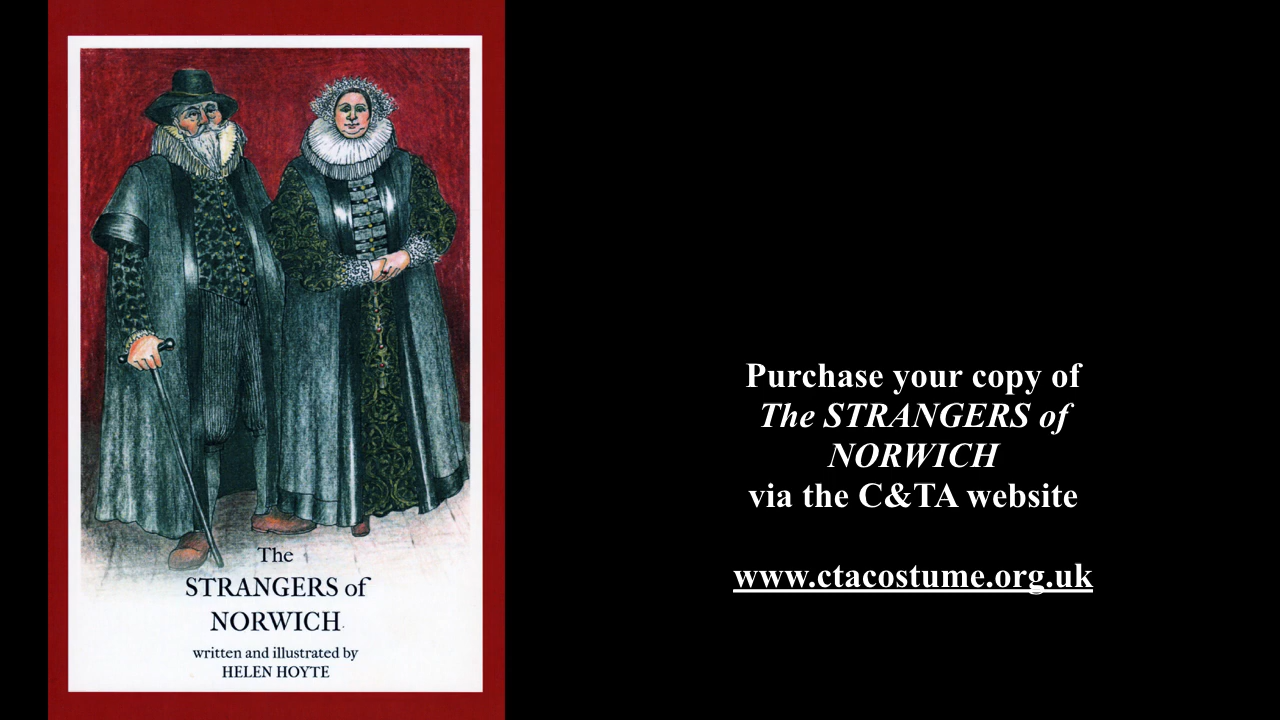 The
STRANGERS of
NORWICH
written and illustrated by
HELEN HOYTE
Purchase your copy of
The STRANGERS of
NORWICH
via the C&TA website
www.ctacostume.org.uk